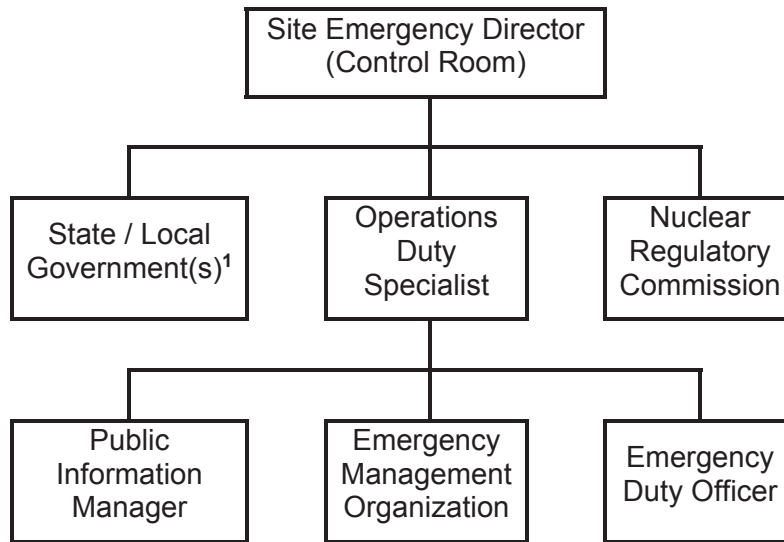 Site Emergency Director
(Control Room)
State / Local
Government(s)¹
Operations
Duty
Specialist
Nuclear
Regulatory
Commission
Public
Information
Manager
Emergency
Management
Organization
Emergency
Duty Officer